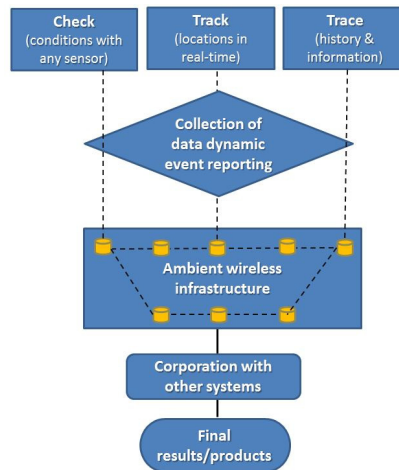 Check
(conditions with
any sensor)
Track
(locations in
real-time)
Trace
(history &
information)
Collection of
data dynamic
event reporting
Ambient wireless
infrastructure
Corporation with
other systems
Final
results/products